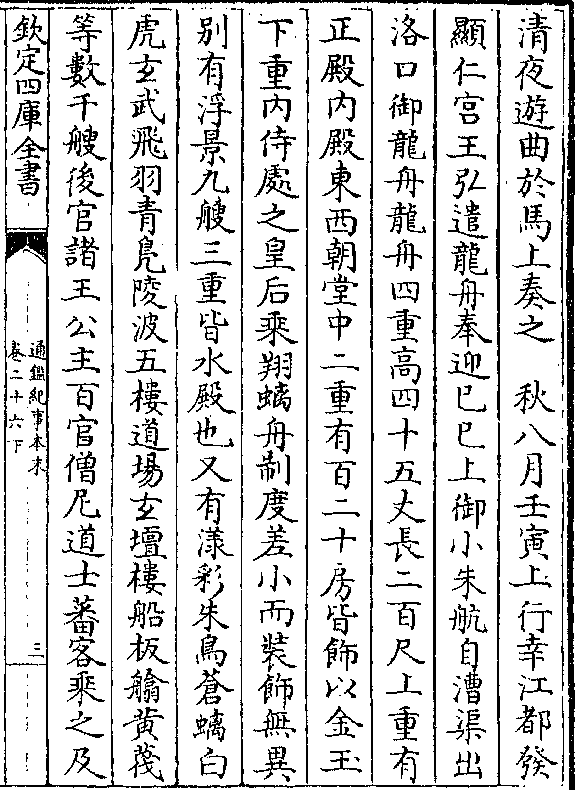 清夜遊曲於馬上奏之　秋八月壬寅上行幸江都發
顯仁宮王弘遣龍舟奉迎已巳上御小朱航自漕渠出
洛口御龍舟龍舟四重高四十五丈長二百尺上重有
正殿内殿東西朝堂中二重有百二十房皆飾以金玉
下重内侍處之皇后乘翔螭舟制度差小而裝飾無異
别有浮景九艘三重皆水殿也又有漾彩朱鳥蒼螭白
虎玄武飛羽青鳬陵波五樓道場玄壇樓船板䑽黄篾
等數千艘後宫諸王公主百官僧尼道士蕃客乘之及
欽定四庫全書
通鑑紀事本末
卷二十六下
三